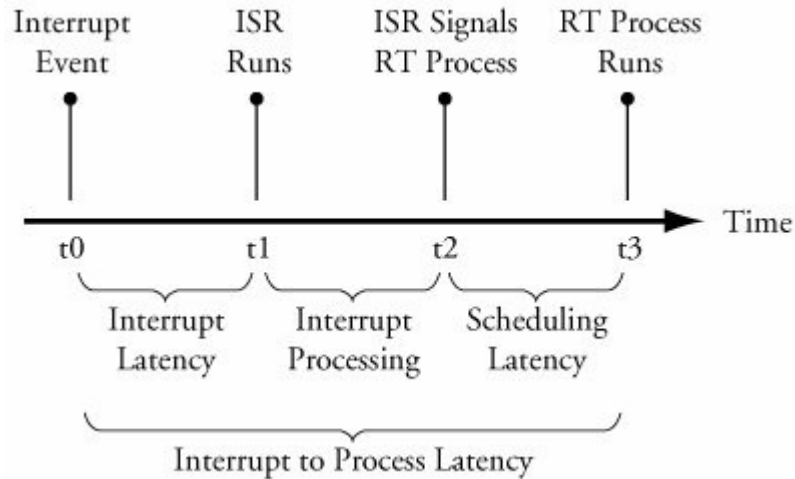 Interrupt
Event
ISR
Runs
ISR Signals
RT Process
RT Process
Runs
Time
t0
t1
t2
t3
Interrupt
Latency
Interrupt
Processing
Scheduling
Latency
Interrupt to Process Latency